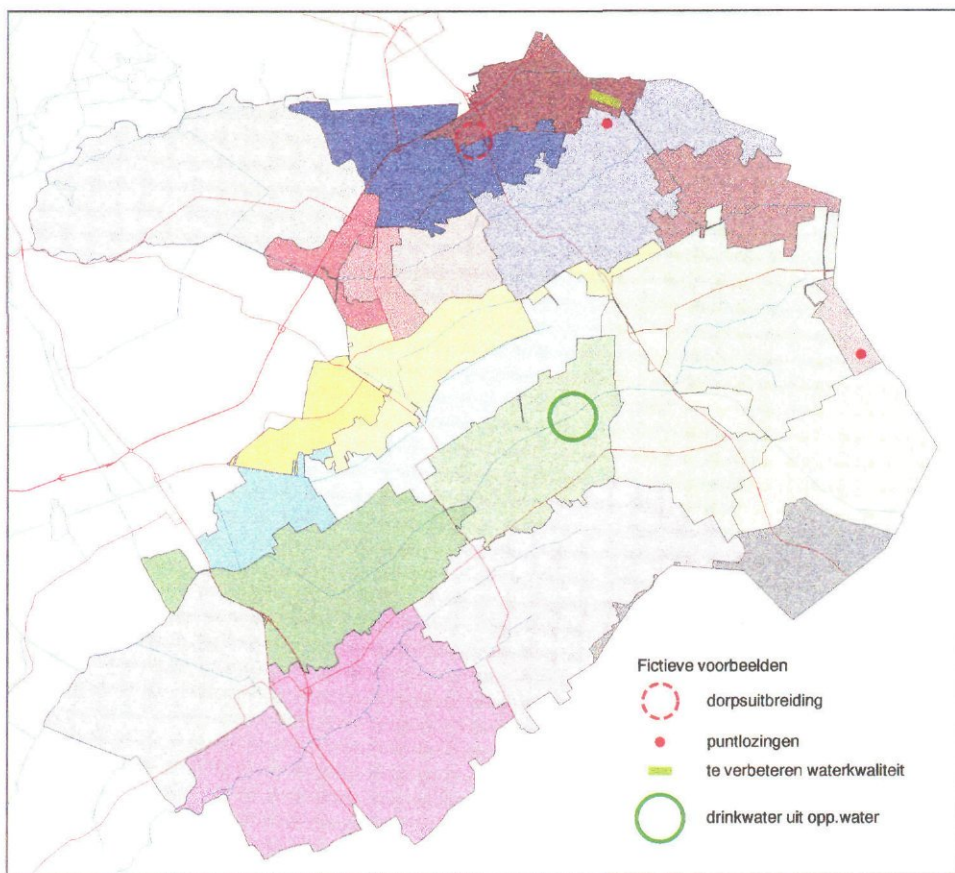 Fictieve voorbeelden
dorpsuitbreiding
puntlozingen
te verbeteren waterkwaliteit
drinkwater uit opp.water